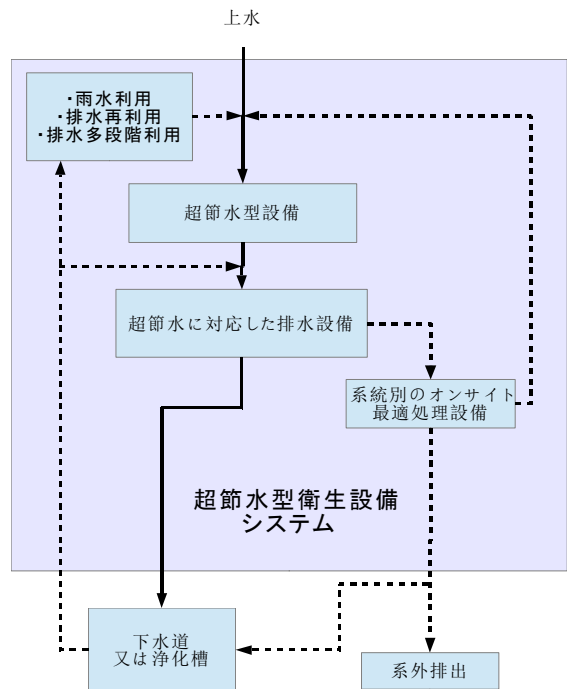 上水
・雨水利用
・排水再利用
・排水多段階利用
超節水型設備
超節水に対応した排水設備
系統別のオンサイト
最適処理設備
超節水型衛生設備
システム
下水道
又は浄化槽
系外排出